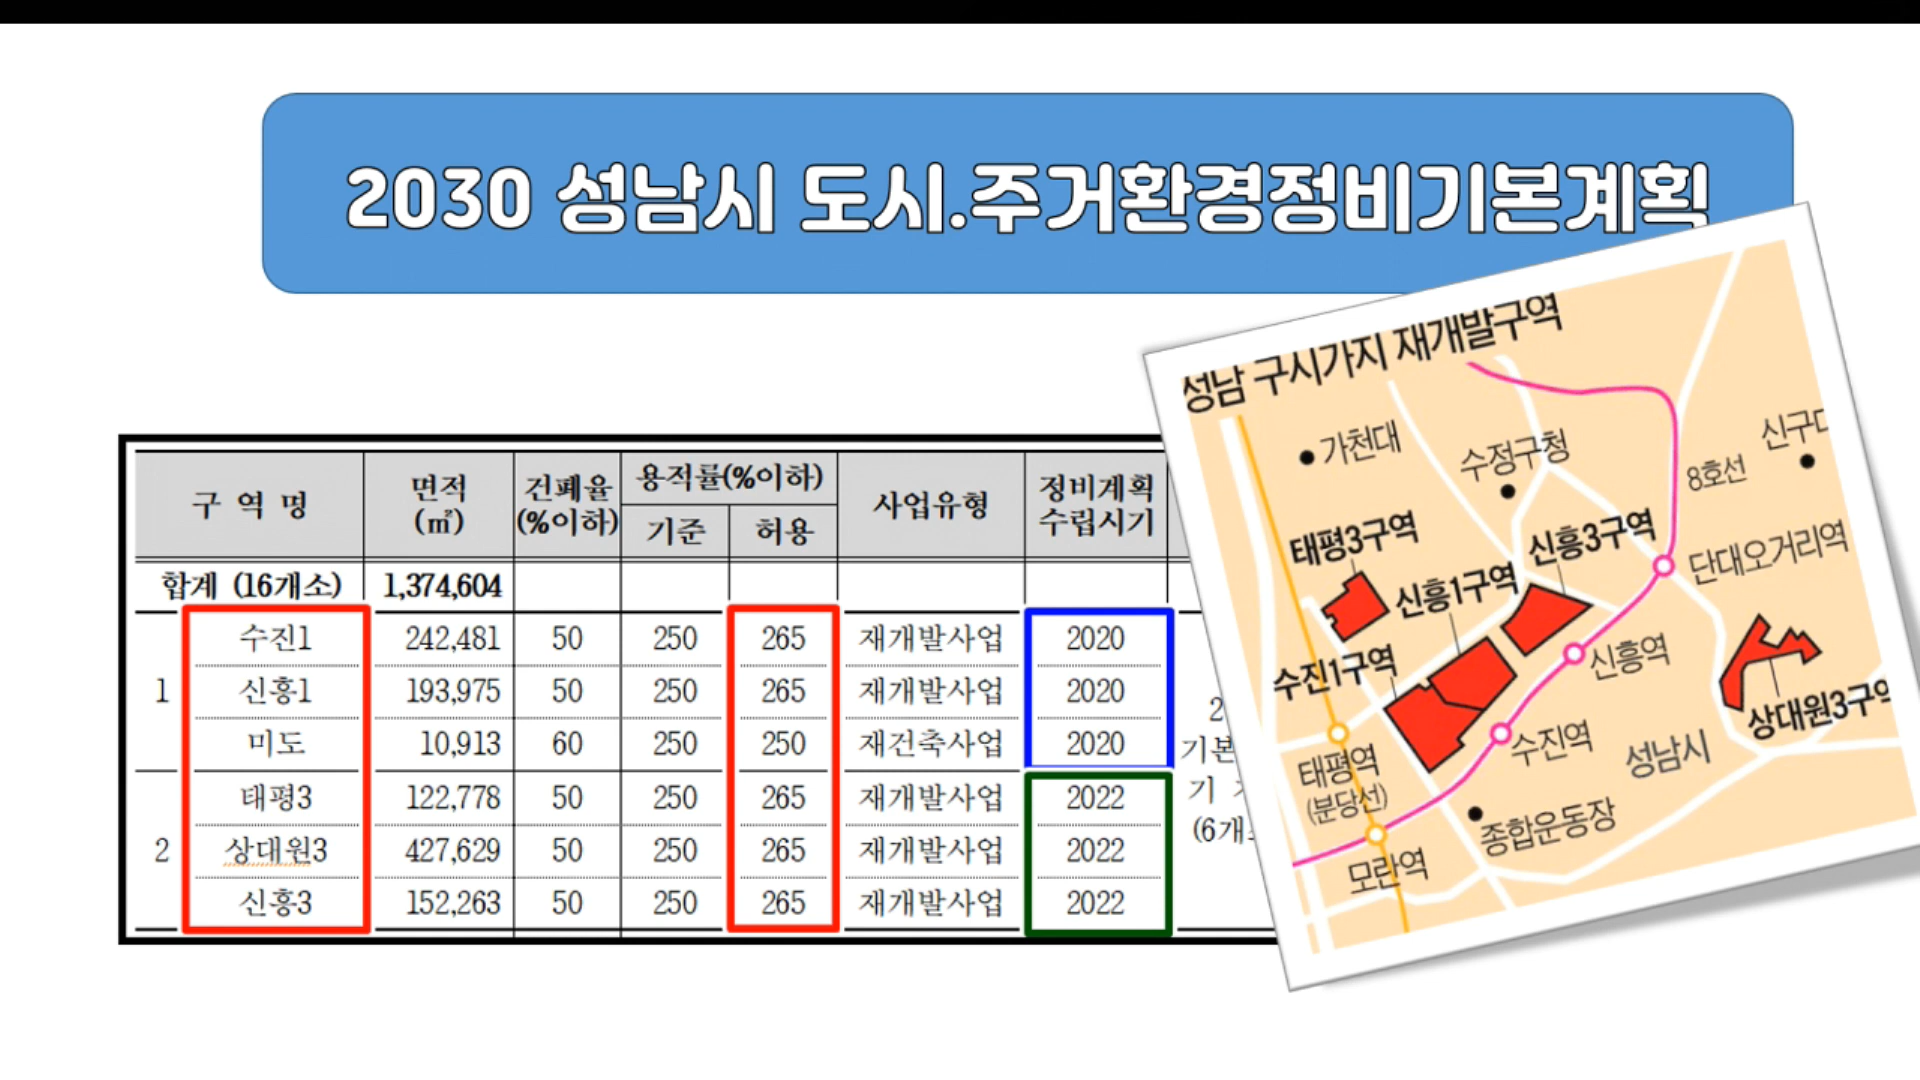 2030 성남시 도시.주거환경정비기본계획
구 역 명 면적 (㎡) 건폐율 (%이하) 용적률(%이하) 기준 허용 사업유형 정비계획 수립시기
합계 (16개소) 1,374,604
1
수진1 242,481 50 250 265 재개발사업 2020
신흥1 193,975 50 250 265 재개발사업 2020
미도 10,913 60 250 250 재건축사업 2020
2
태평3 122,778 50 250 265 재개발사업 2022
상대원3 427,629 50 250 265 재개발사업 2022
신흥3 152,263 50 250 265 재개발사업 2022
2
기본
기
(6개
성남 구시가지 재개발구역
가천대
수정구청
신구대
8호선
태평3구역
신흥3구역
단대오거리역
신흥1구역
수진1구역
신흥역
상대원3구역
수진역
성남시
태평역
(분당선)
종합운동장
모란역